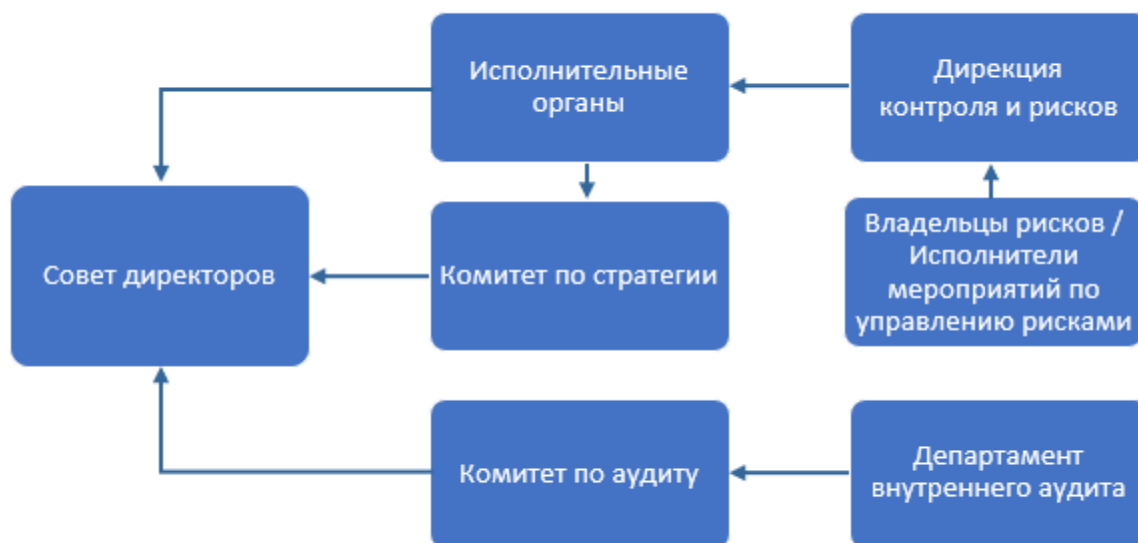 Исполнительные
органы
Дирекция
контроля и рисков
Совет директоров
Комитет по стратегии
Владельцы рисков /
Исполнители
мероприятий по
управлению рисками
Комитет по аудиту
Департамент
внутреннего аудита